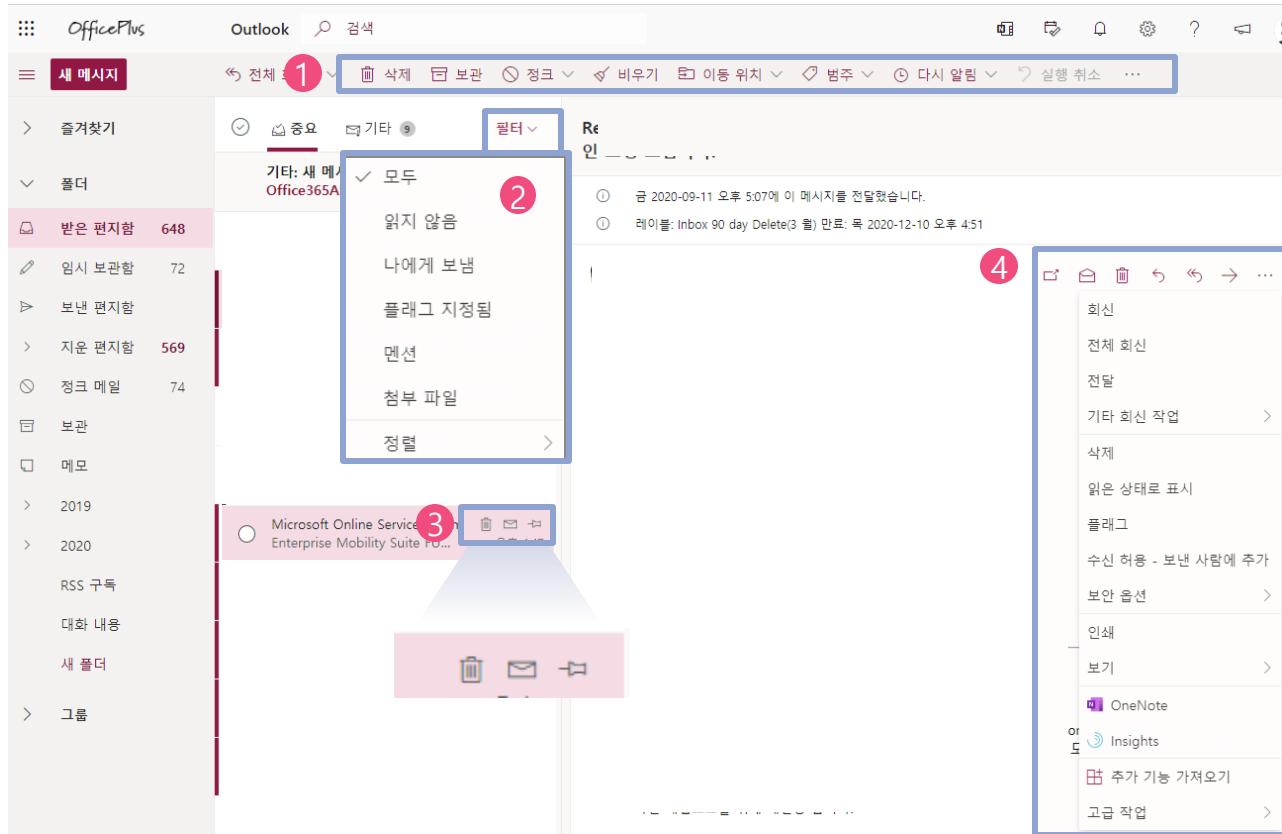 OfficePlus
Outlook 검색
새 메시지
전체
1
삭제 보관 정크 비우기 이동 위치 범주 다시 알림 실행 취소 ...
즐겨찾기
폴더
받은 편지함 648
임시 보관함 72
보낸 편지함
지운 편지함 569
정크 메일 74
보관
메모
2019
2020
RSS 구독
대화 내용
새 폴더
그룹
중요 기타 9 필터
기타: 새
Office365A
2
모두
읽지 않음
나에게 보냄
플래그 지정됨
멘션
첨부 파일
정렬
Microsoft Online Service
Enterprise Mobility Suite
3
Re
인
금 2020-09-11 오후 5:07에 이 메시지를 전달했습니다.
레이블: Inbox 90 day Delete(3 월) 만료: 목 2020-12-10 오후 4:51
4
회신
전체 회신
전달
기타 회신 작업
삭제
읽은 상태로 표시
플래그
수신 허용 - 보낸 사람에 추가
보안 옵션
인쇄
보기
OneNote
Insights
추가 기능 가져오기
고급 작업